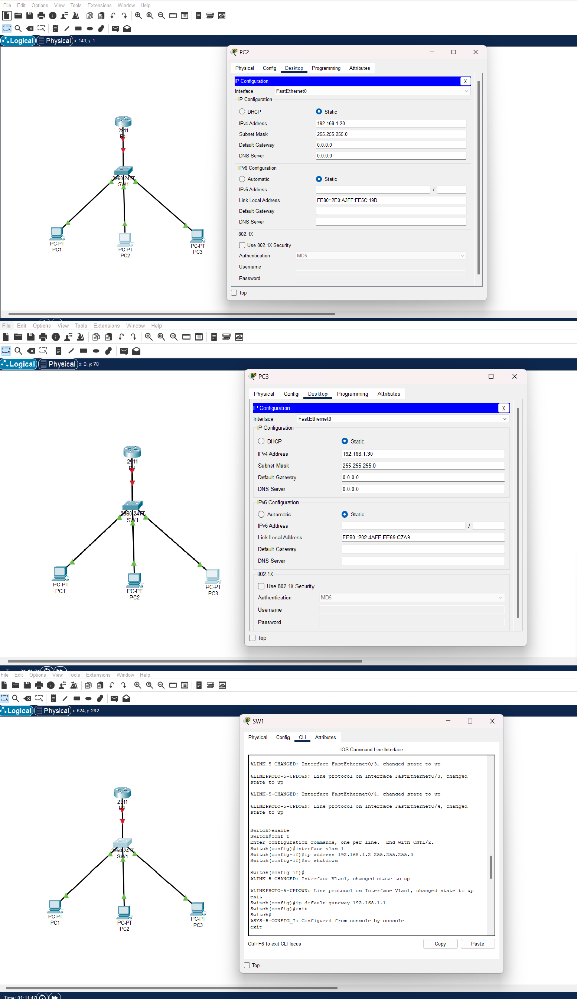 File Edit Options View Tools Extensions Window Help
Logical Physical x: 143, y: 1
2911
R1
2960-24TT
SW1
PC-PT
PC1
PC-PT
PC2
PC-PT
PC3
PC2
Physical Config Desktop Programming Attributes
IP Configuration X
Interface FastEthernet0
IP Configuration
DHCP Static
IPv4 Address 192.168.1.20
Subnet Mask 255.255.255.0
Default Gateway 0.0.0.0
DNS Server 0.0.0.0
IPv6 Configuration
Automatic Static
IPv6 Address /
Link Local Address FE80::2E0:A3FF:FE5C:19D
Default Gateway
DNS Server
802.1X
Use 802.1X Security
Authentication MD5
Username
Password
Top
File Edit Options View Tools Extensions Window Help
Logical Physical x: 0, y: 78
2911
R1
2960-24TT
SW1
PC-PT
PC1
PC-PT
PC2
PC-PT
PC3
PC3
Physical Config Desktop Programming Attributes
IP Configuration X
Interface FastEthernet0
IP Configuration
DHCP Static
IPv4 Address 192.168.1.30
Subnet Mask 255.255.255.0
Default Gateway 0.0.0.0
DNS Server 0.0.0.0
IPv6 Configuration
Automatic Static
IPv6 Address /
Link Local Address FE80::202:4AFF:FE69:C7A9
Default Gateway
DNS Server
802.1X
Use 802.1X Security
Authentication MD5
Username
Password
Top
File Edit Options View Tools Extensions Window Help
Logical Physical x: 624, y: 262
2911
R1
2960-24TT
SW1
PC-PT
PC1
PC-PT
PC2
PC-PT
PC3
SW1
Physical Config CLI Attributes
IOS Command Line Interface
%LINK-5-CHANGED: Interface FastEthernet0/3, changed state to up
%LINEPROTO-5-UPDOWN: Line protocol on Interface FastEthernet0/3, changed
state to up
%LINK-5-CHANGED: Interface FastEthernet0/4, changed state to up
%LINEPROTO-5-UPDOWN: Line protocol on Interface FastEthernet0/4, changed
state to up
Switch>enable
Switch#conf t
Enter configuration commands, one per line.  End with CNTL/Z.
Switch(config)#interface vlan 1
Switch(config-if)#ip address 192.168.1.2 255.255.255.0
Switch(config-if)#no shutdown
Switch(config-if)#
%LINK-5-CHANGED: Interface Vlan1, changed state to up
%LINEPROTO-5-UPDOWN: Line protocol on Interface Vlan1, changed state to up
exit
Switch(config)#ip default-gateway 192.168.1.1
Switch(config)#exit
Switch#
%SYS-5-CONFIG_I: Configured from console by console
exit
Ctrl+F6 to exit CLI focus Copy Paste
Top
Time: 01:11:47